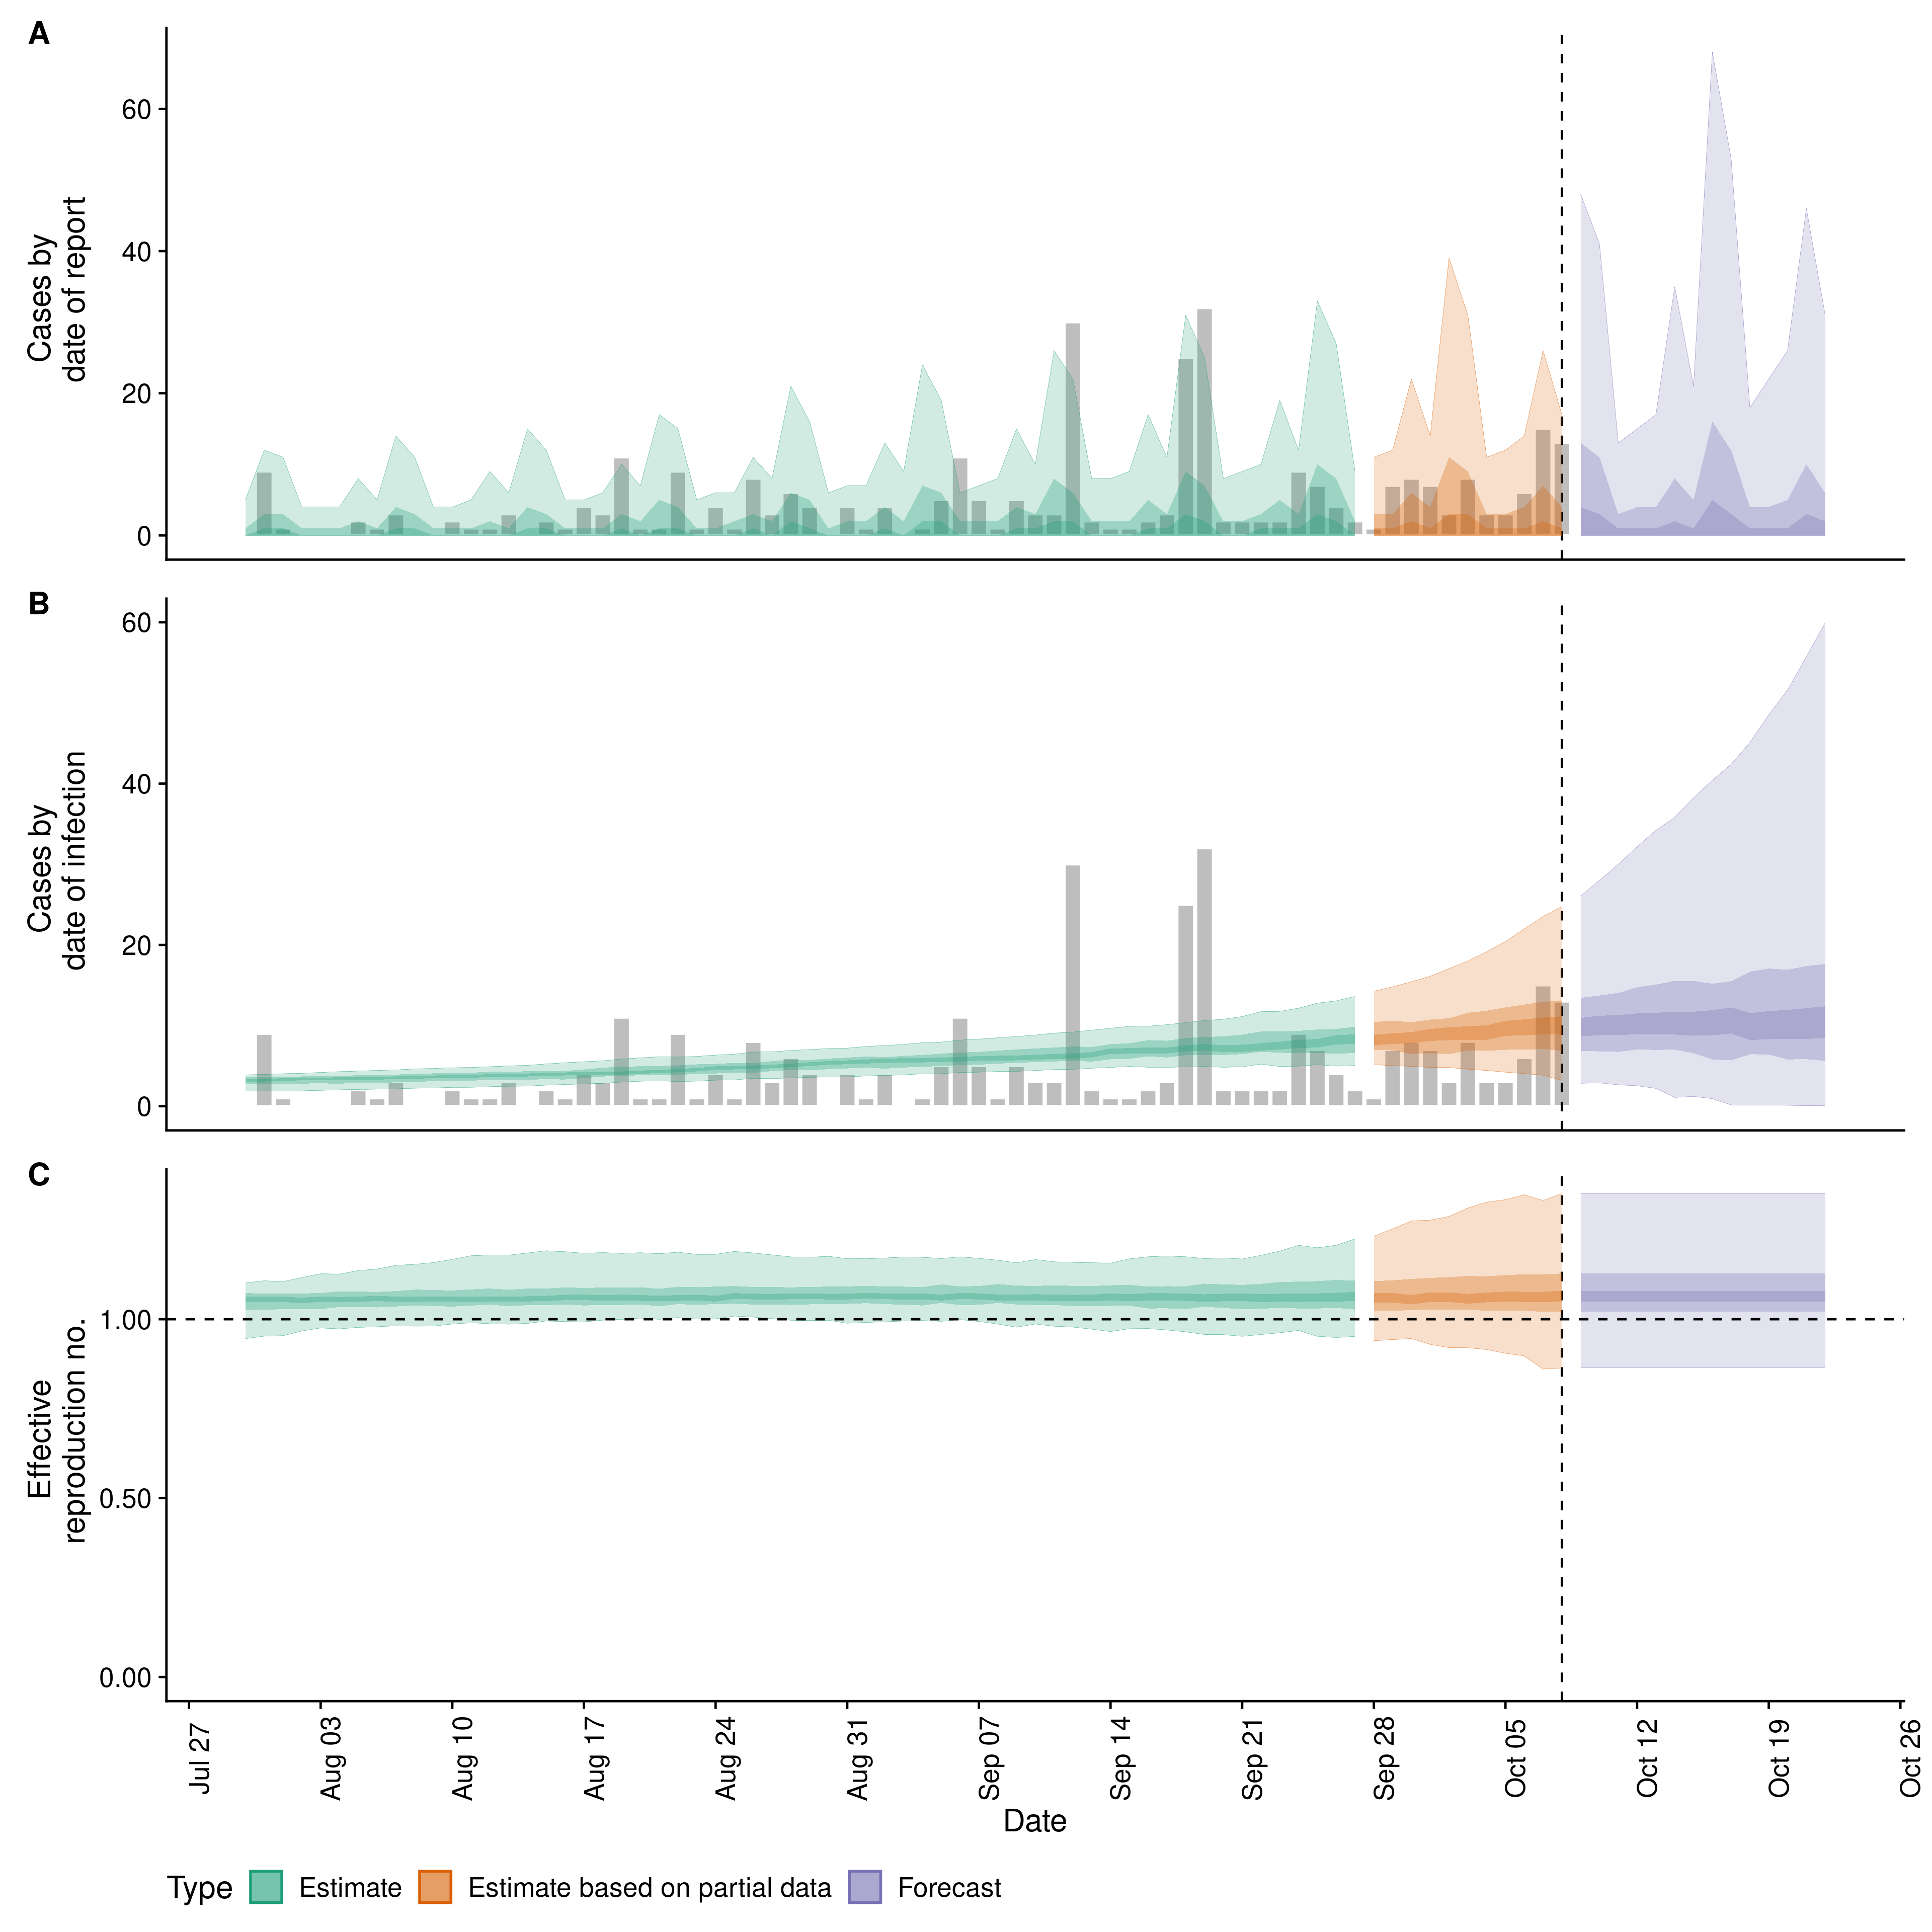 A
Cases by
date of report
60
40
20
0
B
Cases by
date of infection
60
40
20
0
C
Effective
reproduction no.
1.00
0.50
0.00
Jul 27
Aug 03
Aug 10
Aug 17
Aug 24
Aug 31
Sep 07
Sep 14
Sep 21
Sep 28
Oct 05
Oct 12
Oct 19
Oct 26
Date
Type Estimate Estimate based on partial data Forecast